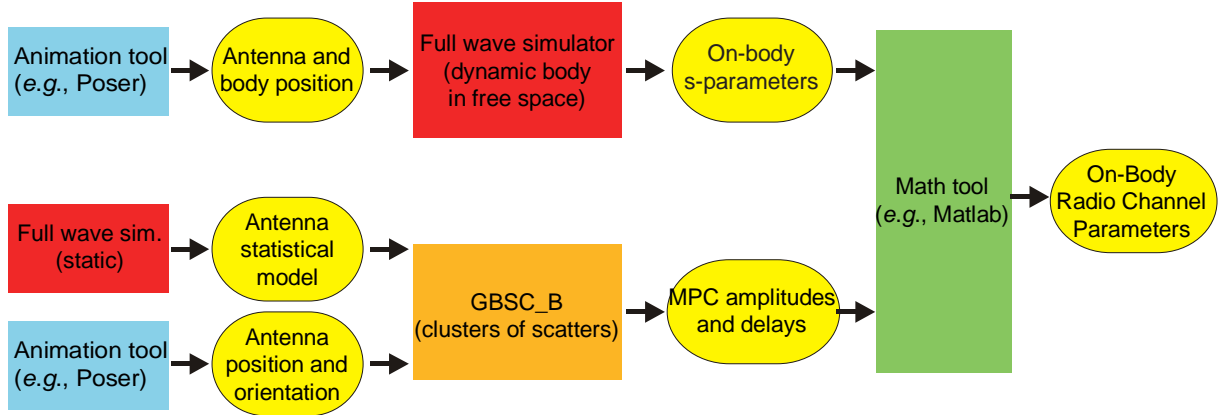 Animation tool
(e.g., Poser)
Antenna and
body position
Full wave simulator
(dynamic body
in free space)
On-body
s-parameters
Full wave sim.
(static)
Antenna
statistical
model
Animation tool
(e.g., Poser)
Antenna
position and
orientation
GBSC_B
(clusters of scatters)
MPC amplitudes
and delays
Math tool
(e.g., Matlab)
On-Body
Radio Channel
Parameters